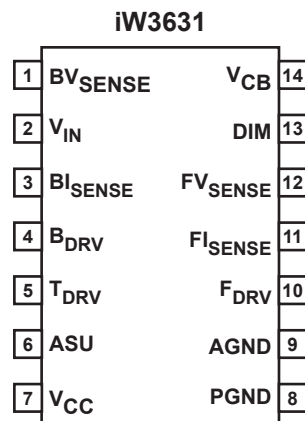 iW3631
1 BVSENSE VCB 14
2 VIN DIM 13
3 BISENSE FVSENSE 12
4 BDRV FISENSE 11
5 TDRV FDRV 10
6 ASU AGND 9
7 VCC PGND 8